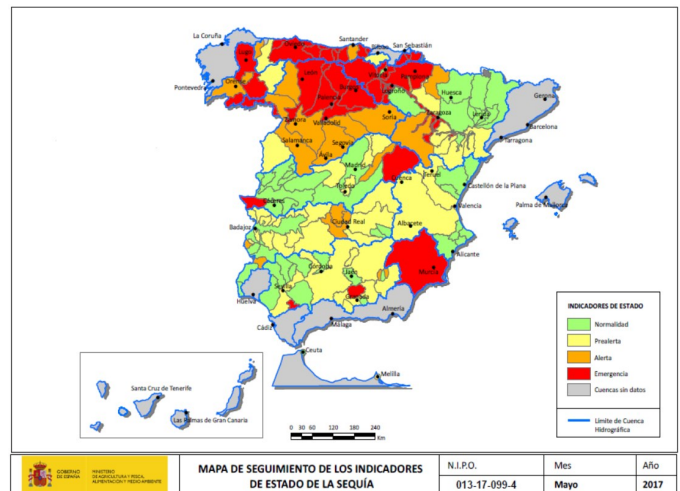 La Coruña
Lugo
Santander
Bilbao
San Sebastián
Pontevedra
Orense
León
Vitoria
Pamplona
Burgos
Logroño
Palencia
Huesca
Gerona
Zamora
Valladolid
Soria
Zaragoza
Lérida
Barcelona
Tarragona
Salamanca
Segovia
Ávila
Madrid
Teruel
Cuenca
Castellón de la Plana
Toledo
Palma de Mallorca
Cáceres
Valencia
Badajoz
Ciudad Real
Albacete
Alicante
Córdoba
Jaén
Murcia
Sevilla
Huelva
Granada
Almería
Cádiz
Málaga
Ceuta
Melilla
Santa Cruz de Tenerife
Las Palmas de Gran Canaria
INDICADORES DE ESTADO
Normalidad
Prealerta
Alerta
Emergencia
Cuencas sin datos
Límite de Cuenca
Hidrográfica
0 30 60 120 180 240
Km
GOBIERNO
DE ESPAÑA
MINISTERIO
DE AGRICULTURA Y PESCA,
ALIMENTACIÓN Y MEDIO AMBIENTE
MAPA DE SEGUIMIENTO DE LOS INDICADORES
DE ESTADO DE LA SEQUÍA
N.I.P.O.
013-17-099-4
Mes
Mayo
Año
2017